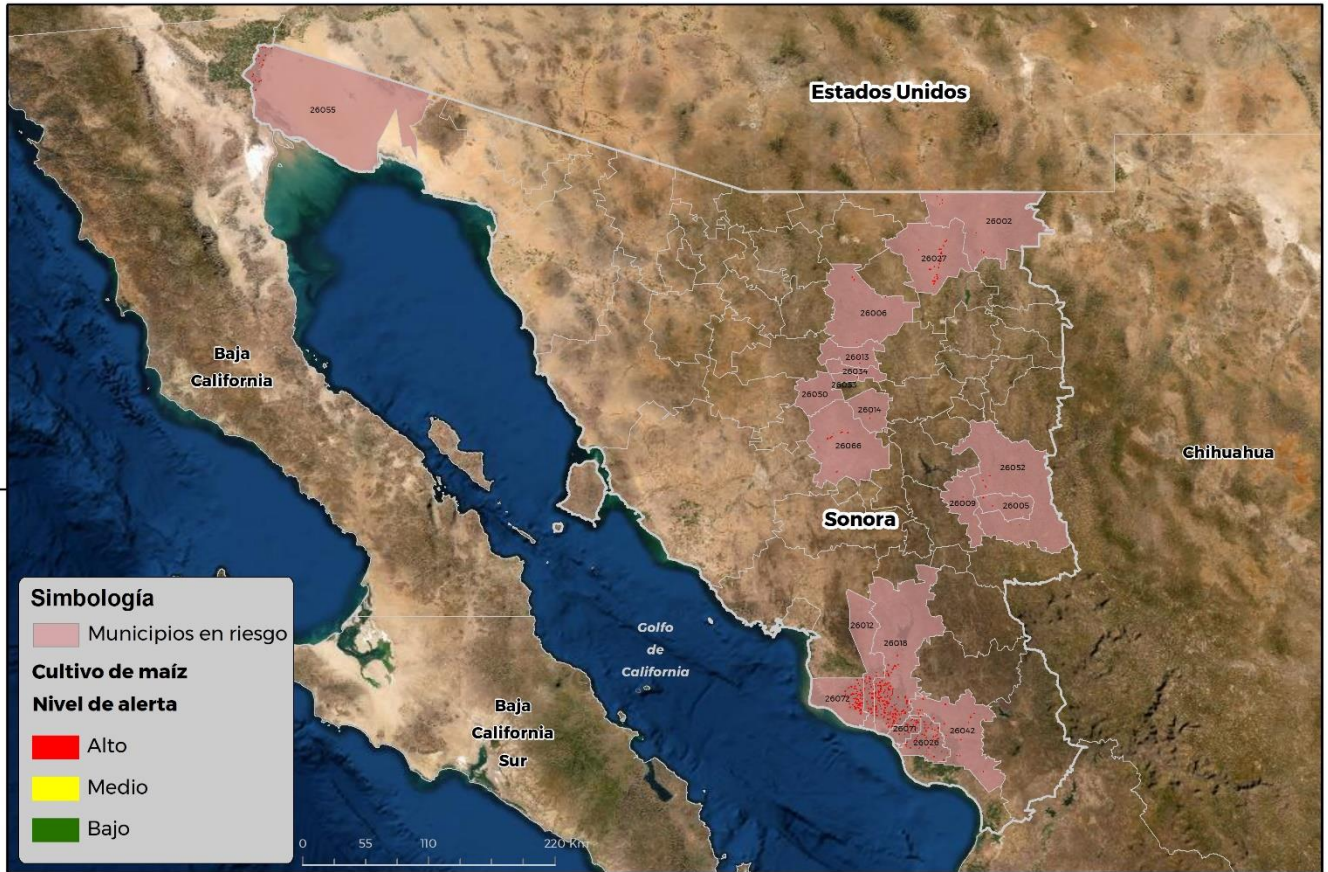 Estados Unidos
26055
26002
26027
26006
Baja
California
26013
26034
26050
26014
26066
Chihuahua
26052
26009
26005
Sonora
Simbología
Municipios en riesgo
Cultivo de maíz
Nivel de alerta
Alto
Medio
Bajo
Golfo
de
California
26012
26018
26072
26071
26026
26042
Baja
California
Sur
0 55 110 220 Km